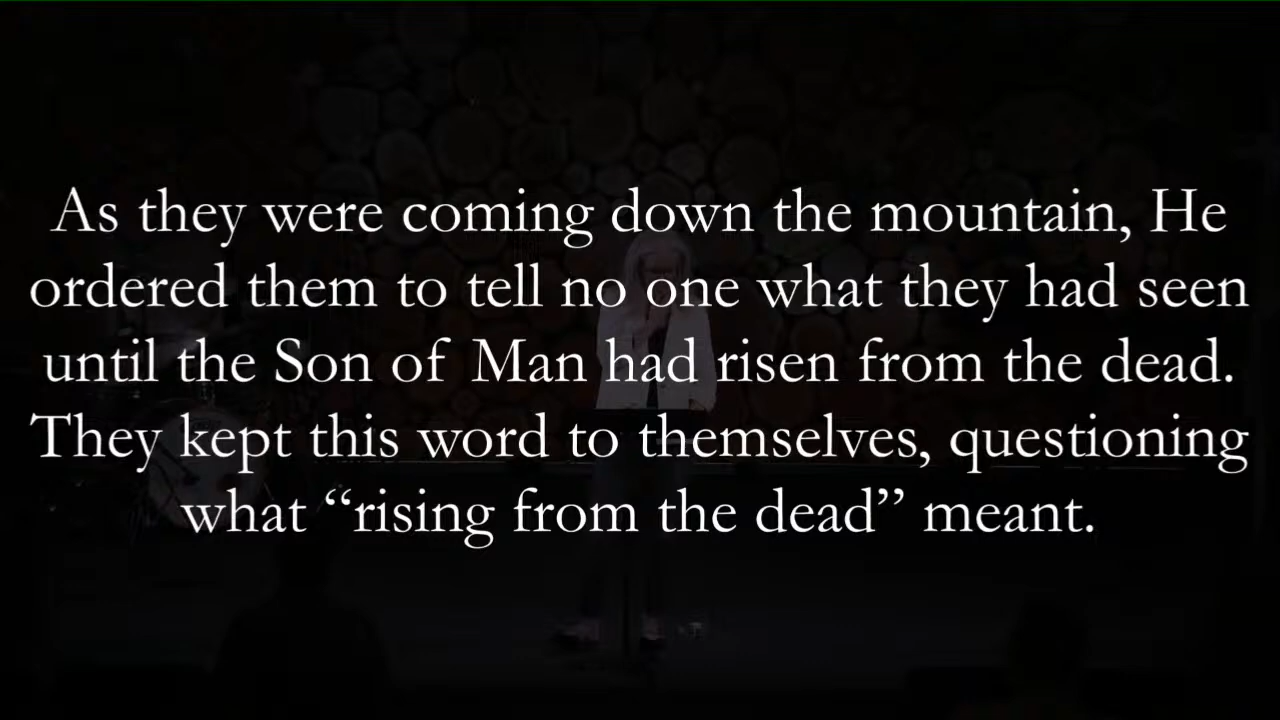 As they were coming down the mountain, He
ordered them to tell no one what they had seen
until the Son of Man had risen from the dead.
They kept this word to themselves, questioning
what “rising from the dead” meant.